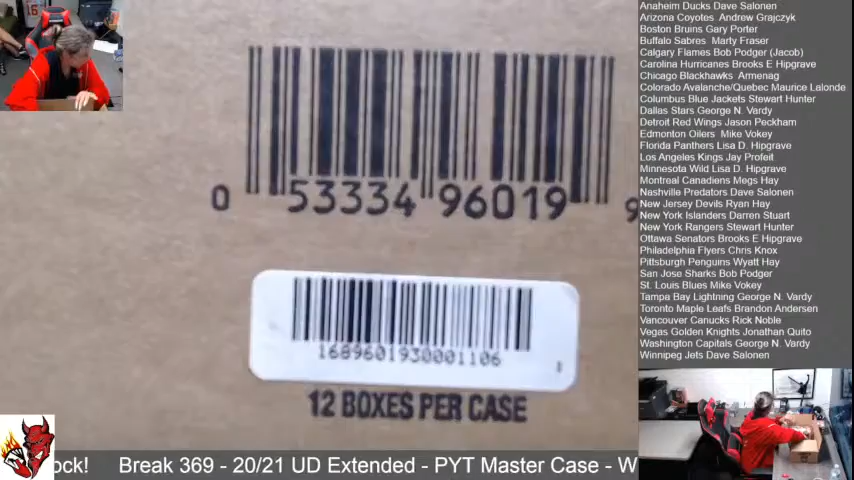 15
0 53334 96019 9
1689601930001106
12 BOXES PER CASE
ock! Break 369 - 20/21 UD Extended - PYT Master Case - W
Anaheim Ducks Dave Salonen
Arizona Coyotes Andrew Grajczyk
Boston Bruins Gary Porter
Buffalo Sabres Marty Fraser
Calgary Flames Bob Podger (Jacob)
Carolina Hurricanes Brooks E Hipgrave
Chicago Blackhawks Armenag
Colorado Avalanche/Quebec Maurice Lalonde
Columbus Blue Jackets Stewart Hunter
Dallas Stars George N. Vardy
Detroit Red Wings Jason Peckham
Edmonton Oilers Mike Vokey
Florida Panthers Lisa D. Hipgrave
Los Angeles Kings Jay Profeit
Minnesota Wild Lisa D. Hipgrave
Montreal Canadiens Megs Hay
Nashville Predators Dave Salonen
New Jersey Devils Ryan Hay
New York Islanders Darren Stuart
New York Rangers Stewart Hunter
Ottawa Senators Brooks E Hipgrave
Philadelphia Flyers Chris Knox
Pittsburgh Penguins Wyatt Hay
San Jose Sharks Bob Podger
St. Louis Blues Mike Vokey
Tampa Bay Lightning George N. Vardy
Toronto Maple Leafs Brandon Andersen
Vancouver Canucks Rick Noble
Vegas Golden Knights Jonathan Quito
Washington Capitals George N. Vardy
Winnipeg Jets Dave Salonen